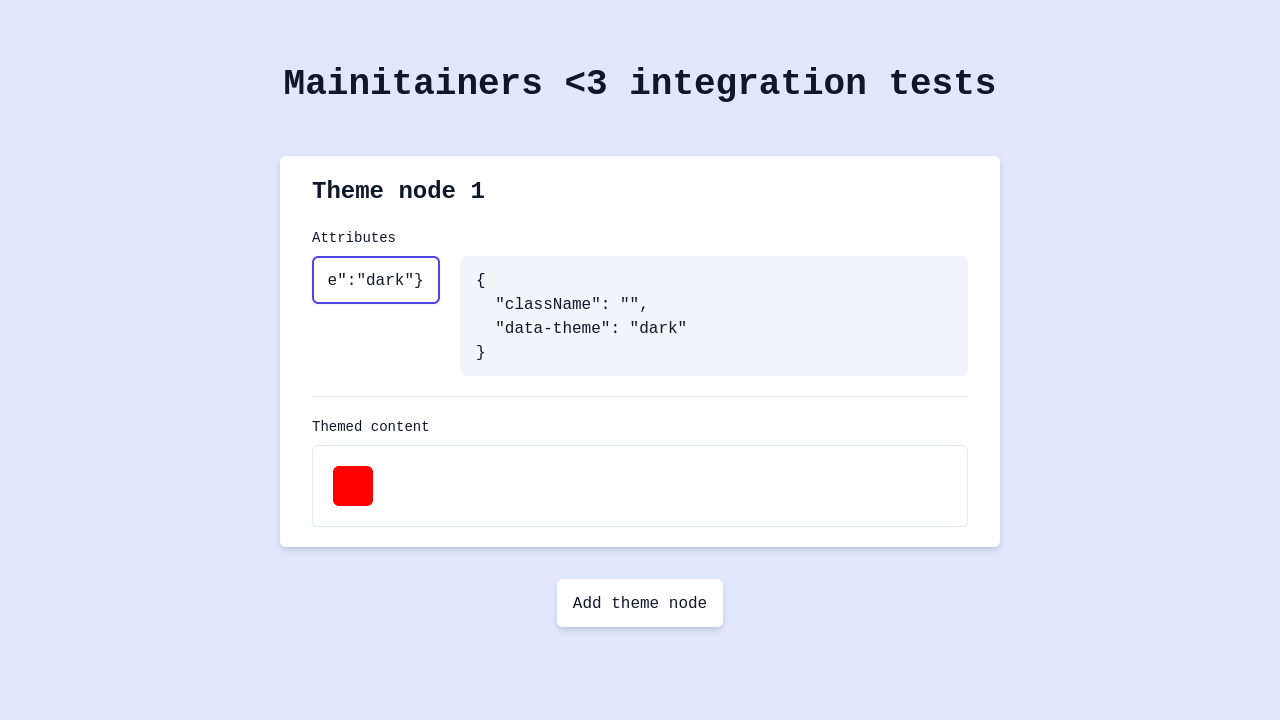 Mainitainers <3 integration tests
Theme node 1
Attributes
e":"dark"}
{
  "className": "",
  "data-theme": "dark"
}
Themed content
Add theme node